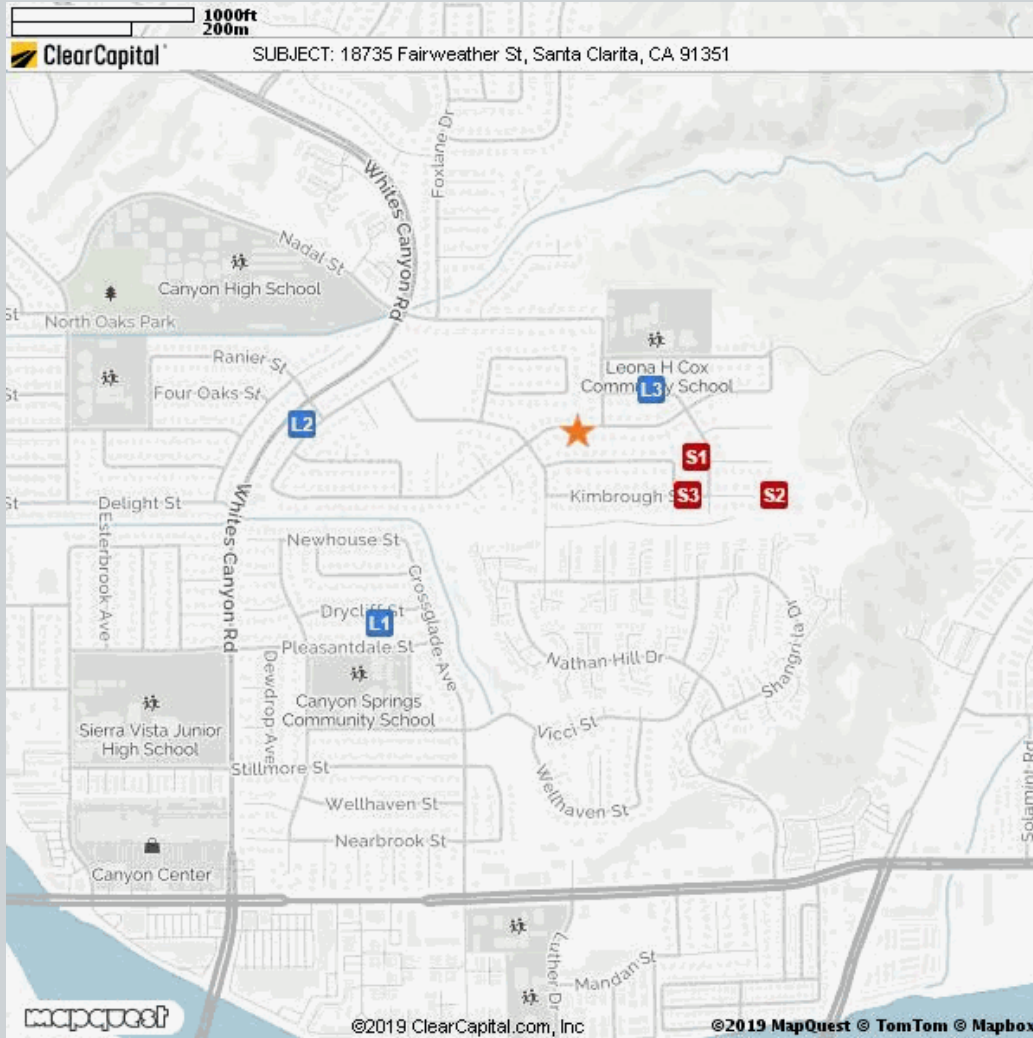 1000ft
200m
ClearCapital
SUBJECT: 18735 Fairweather St, Santa Clarita, CA 91351
Foxlane Dr
Whites Canyon Rd
Nadal St
Canyon High School
North Oaks Park
St
Ranier St
Leona H Cox
Community School
Four Oaks St
St
L3
L2
S1
Kimbrough S
S3
S2
St
Delight St
Esterbrook Ave
Whites Canyon Rd
Newhouse St
Crossglade Ave
Drycliff St
L1
Pleasantdale St
Dewdrop Ave
Nathan Hill Dr
Shangri la Dr
Canyon Springs
Community School
Sierra Vista Junior
High School
Vicci St
Stillmore St
Wellhaven St
Wellhaven St
Nearbrook St
Solamint Rd
Canyon Center
Luther Dr
Mandan St
mapquest
©2019 ClearCapital.com, Inc
©2019 MapQuest © TomTom © Mapbox